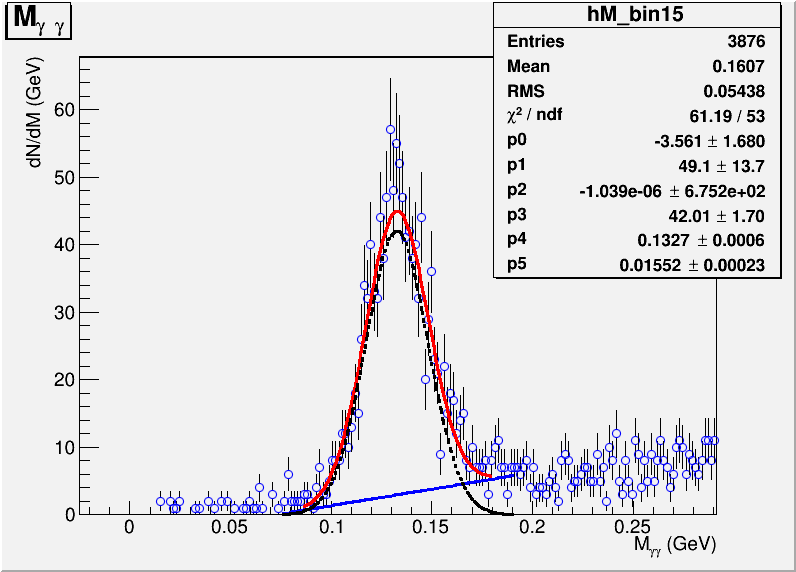 M γ γ
hM_bin15
Entries 3876
Mean 0.1607
RMS 0.05438
χ² / ndf 61.19 / 53
p0 -3.561 ± 1.680
p1 49.1 ± 13.7
p2 -1.039e-06 ± 6.752e+02
p3 42.01 ± 1.70
p4 0.1327 ± 0.0006
p5 0.01552 ± 0.00023
dN/dM (GeV)
60
50
40
30
20
10
0
0 0.05 0.1 0.15 0.2 0.25
M γγ (GeV)